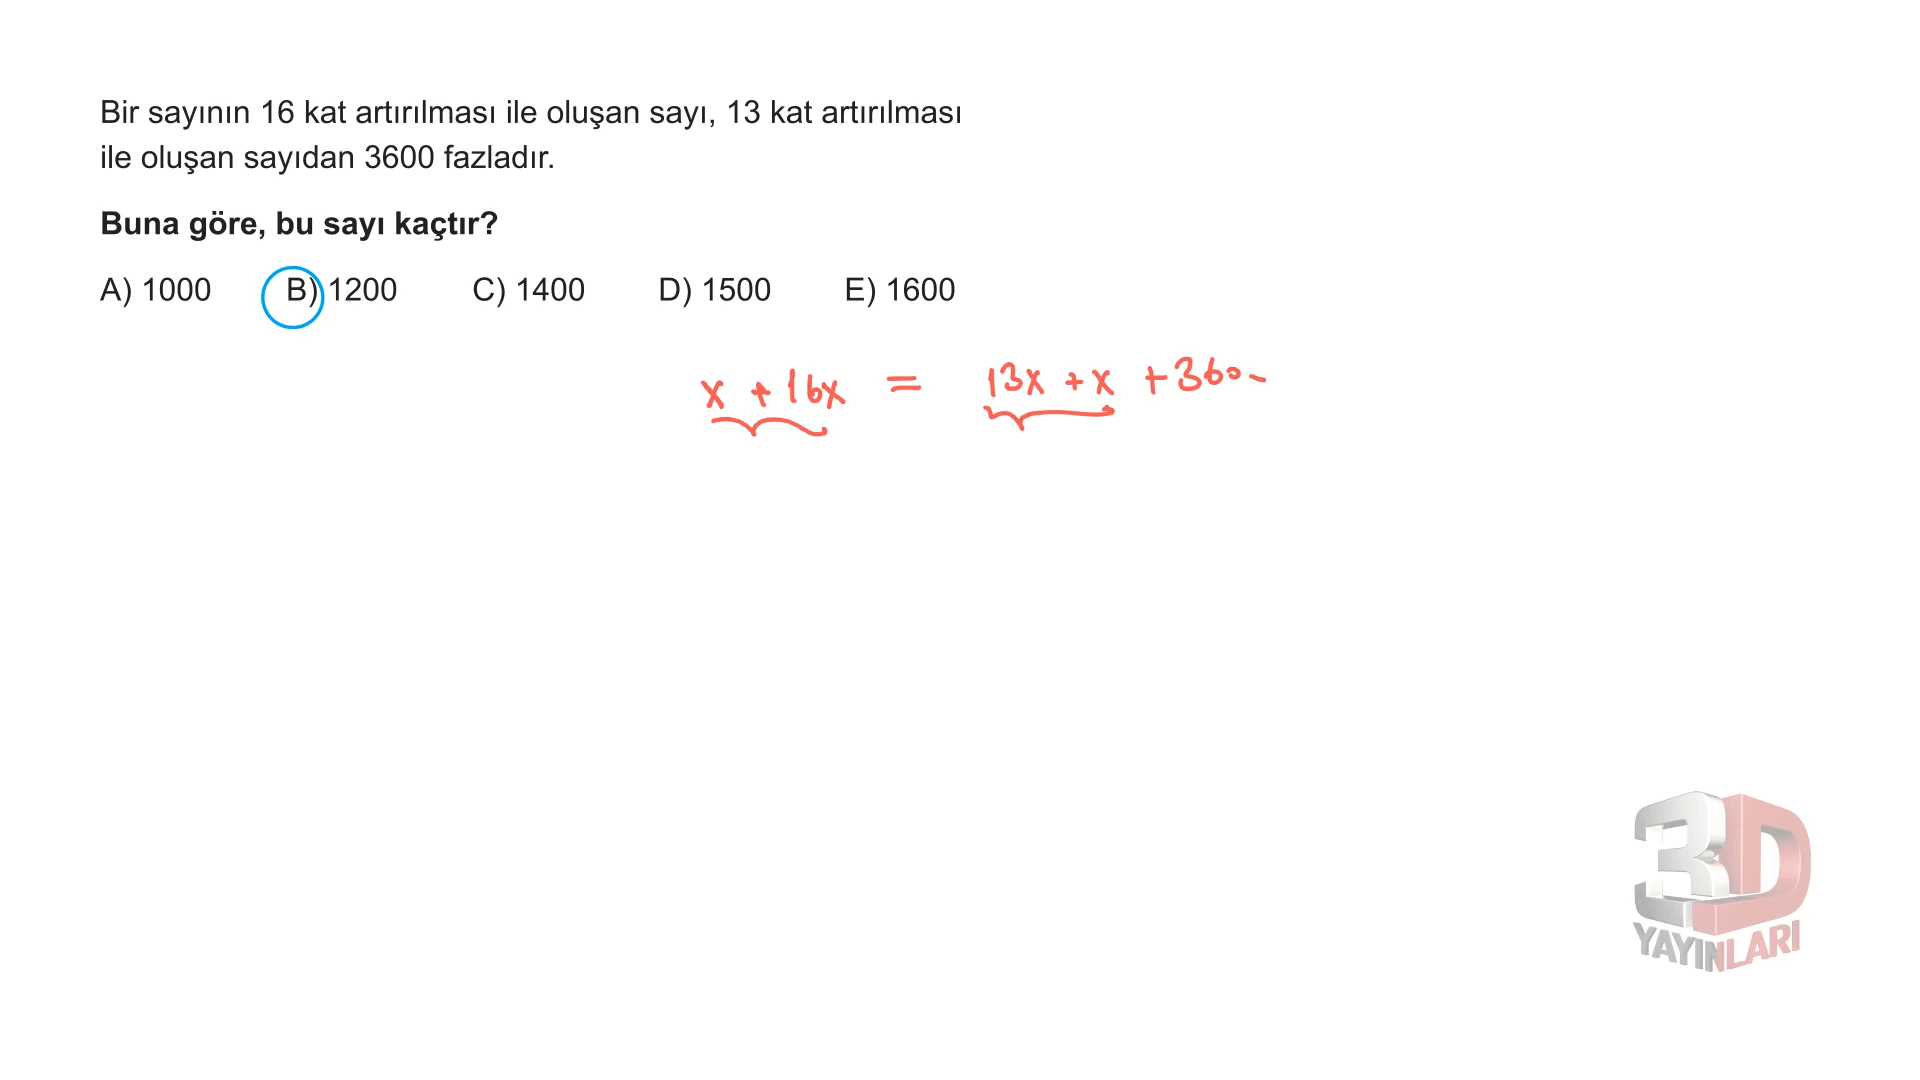 Bir sayının 16 kat artırılması ile oluşan sayı, 13 kat artırılması
ile oluşan sayıdan 3600 fazladır.
Buna göre, bu sayı kaçtır?
A) 1000 B) 1200 C) 1400 D) 1500 E) 1600
x + 16x = 13x + x + 3600
3D
YAYINLARI